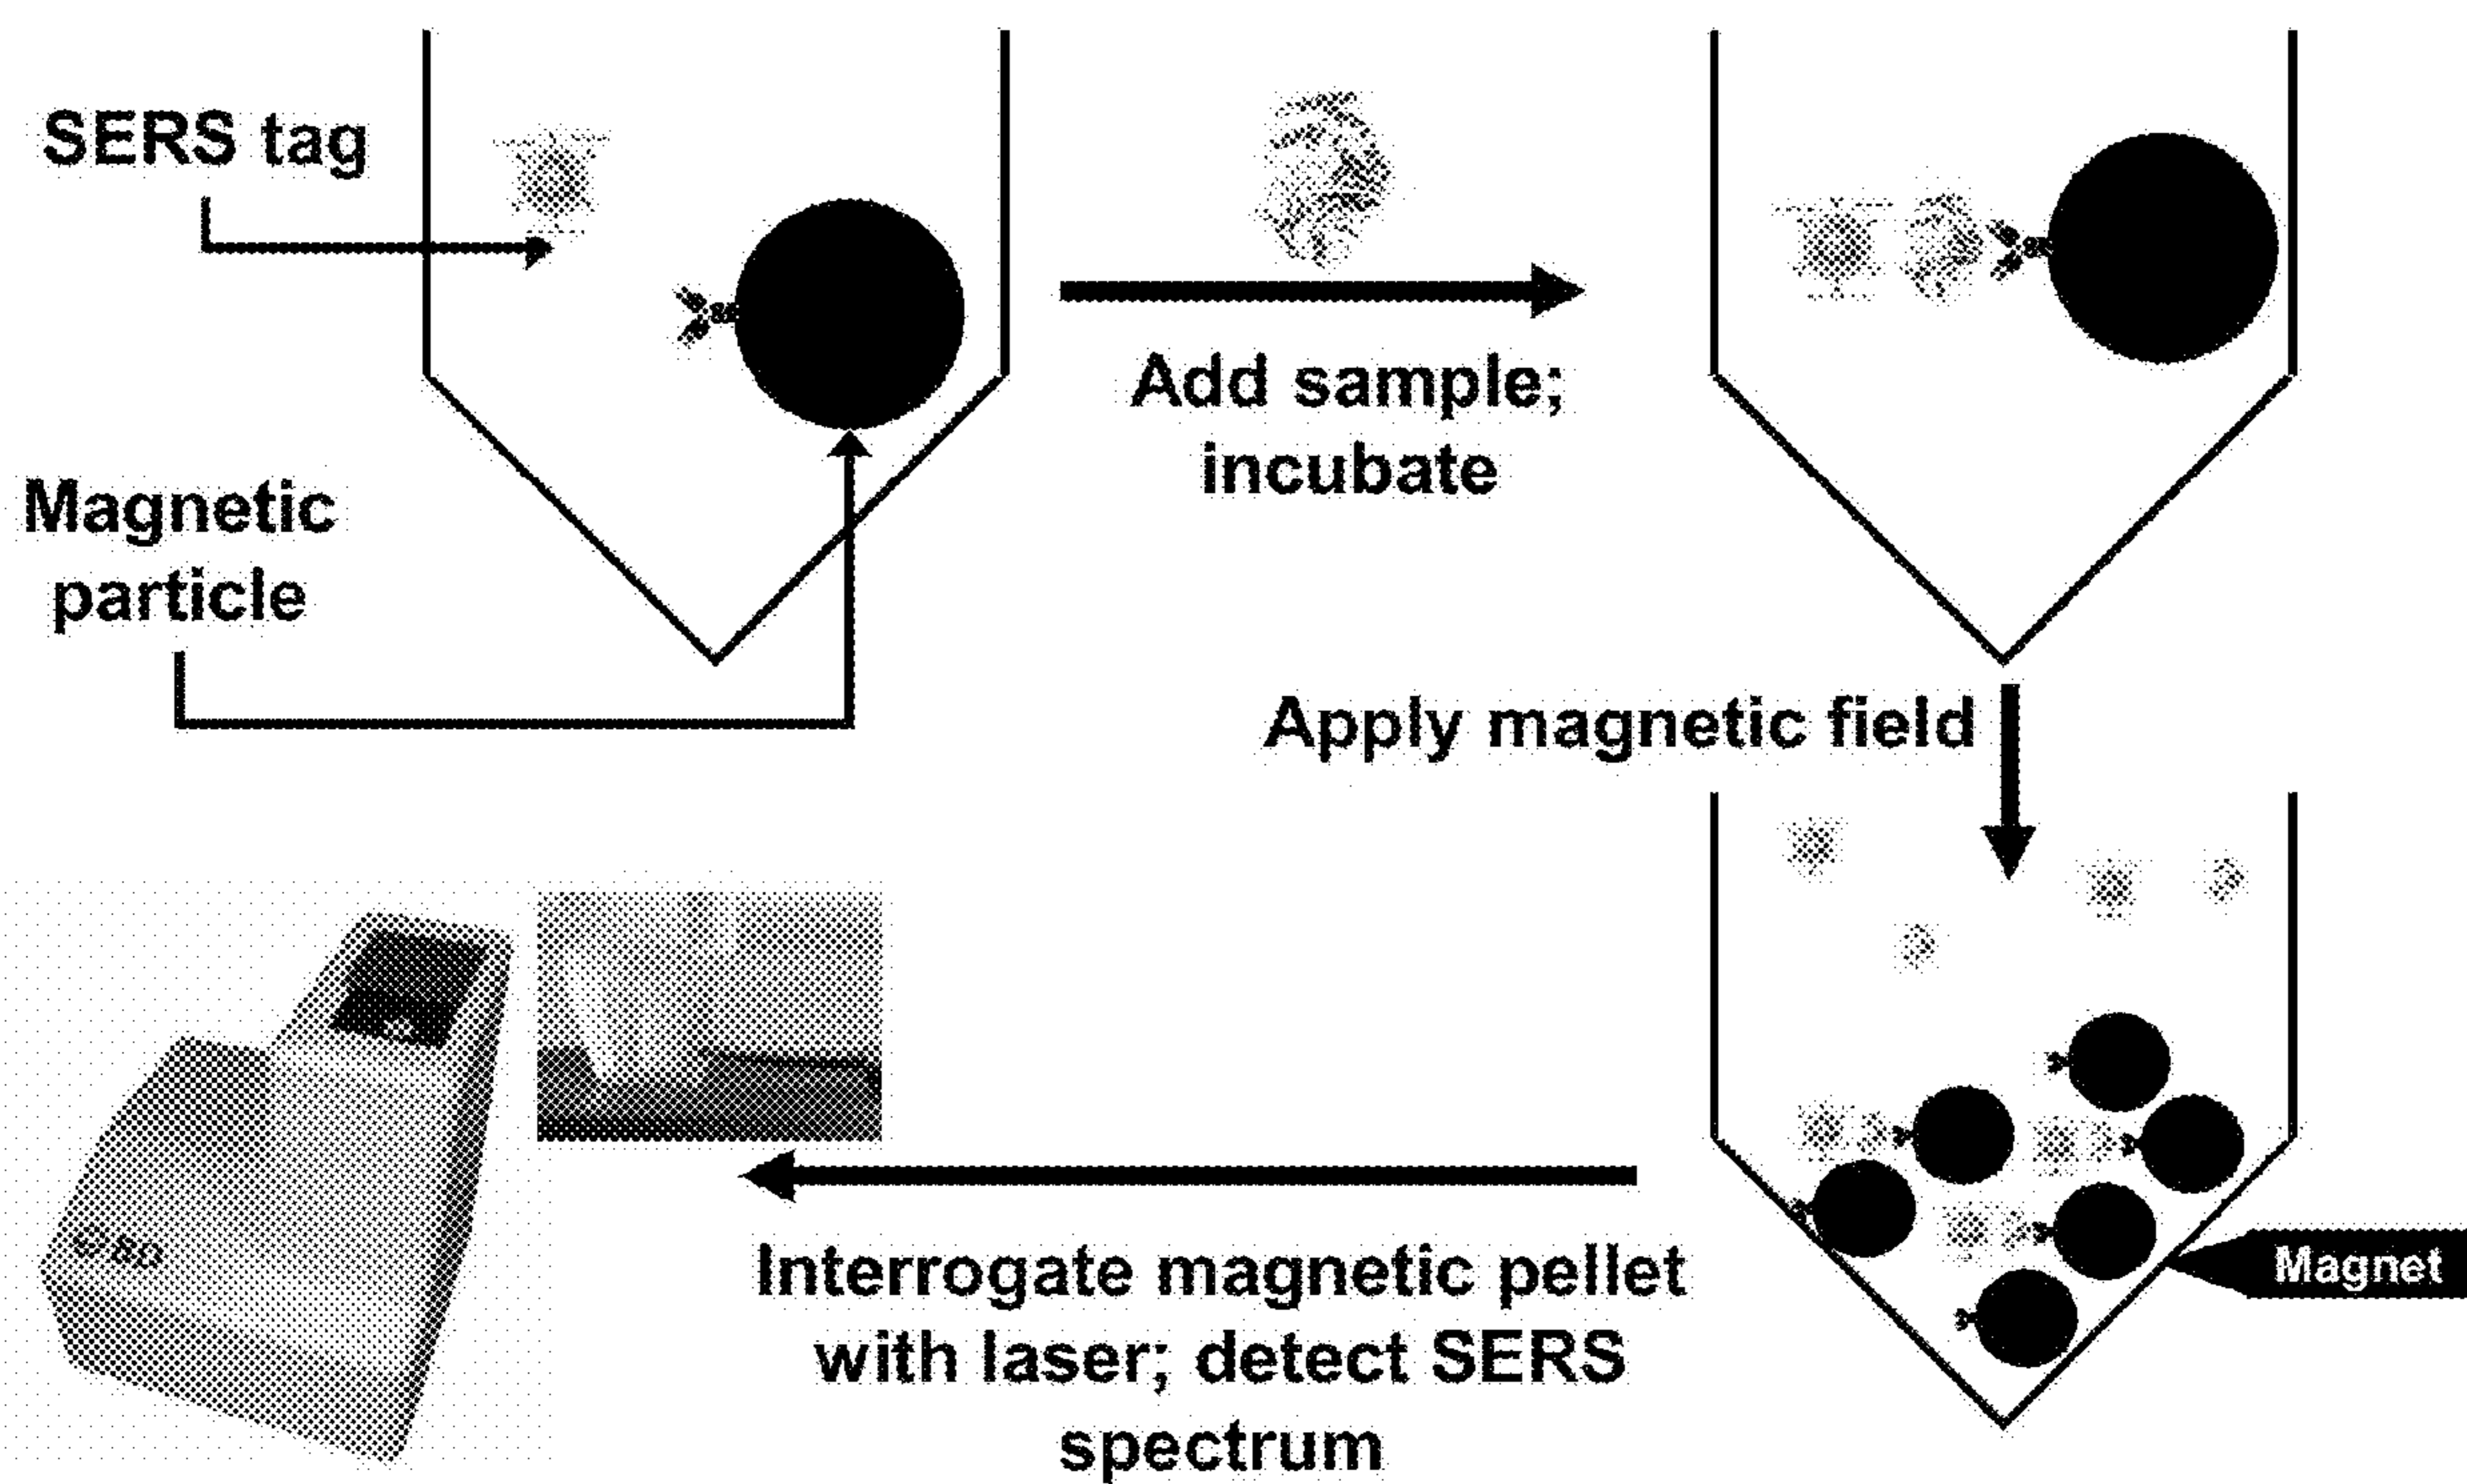 SERS tag
Magnetic
particle
Add sample;
incubate
Apply magnetic field
Magnet
Interrogate magnetic pellet
with laser; detect SERS
spectrum
BD